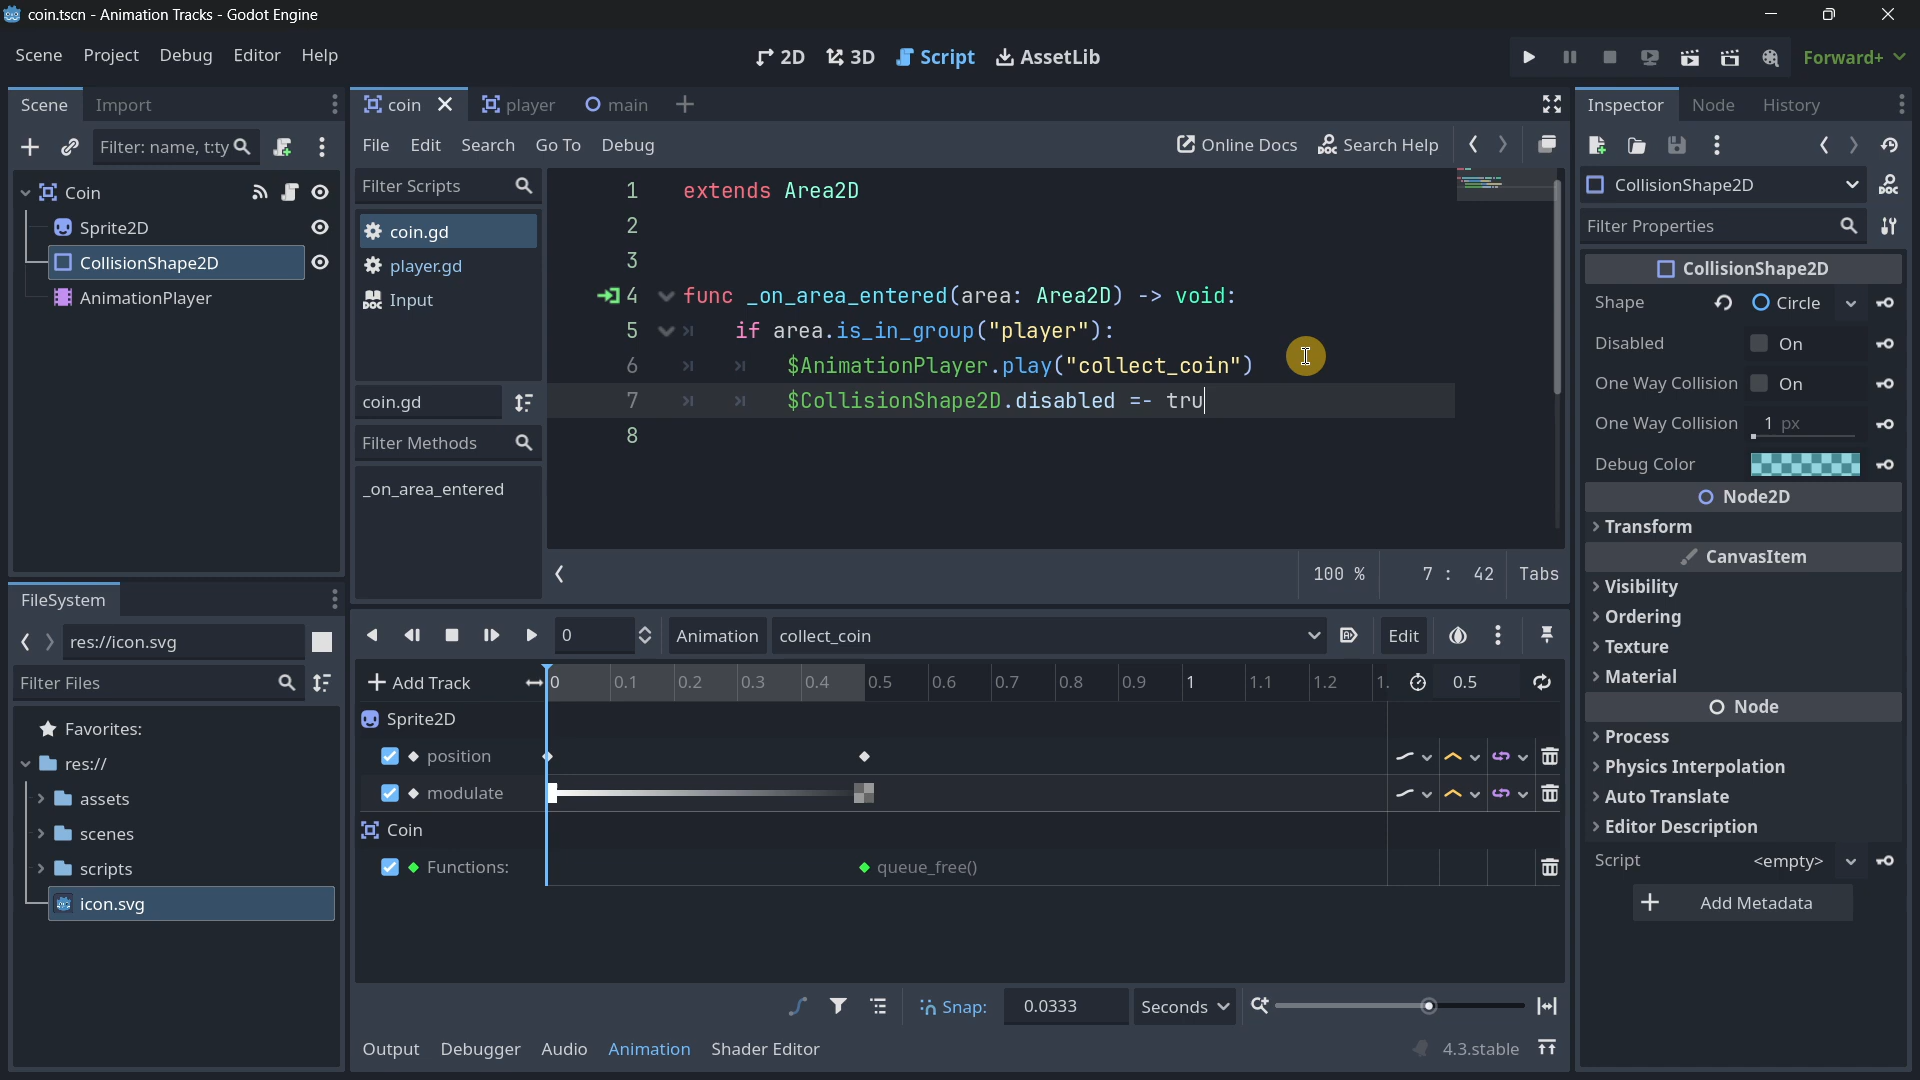 coin.tscn - Animation Tracks - Godot Engine
Scene Project Debug Editor Help
2D 3D Script AssetLib
Forward+
Scene Import
Filter: name, t:ty
Coin
Sprite2D
CollisionShape2D
AnimationPlayer
FileSystem
res://icon.svg
Filter Files
Favorites:
res://
assets
scenes
scripts
icon.svg
coin player main
File Edit Search Go To Debug
Online Docs Search Help
Filter Scripts
coin.gd
player.gd
DOC Input
coin.gd
Filter Methods
_on_area_entered
1 extends Area2D
2
3
4 func _on_area_entered(area: Area2D) -> void:
5 if area.is_in_group("player"):
6 $AnimationPlayer.play("collect_coin")
7 $CollisionShape2D.disabled =- tru
8
100 % 7 : 42 Tabs
0 Animation collect_coin Edit
Add Track 0 0.1 0.2 0.3 0.4 0.5 0.6 0.7 0.8 0.9 1 1.1 1.2 1. 0.5
Sprite2D
position
modulate
Coin
Functions: queue_free()
Snap: 0.0333 Seconds
Output Debugger Audio Animation Shader Editor
4.3.stable
Inspector Node History
CollisionShape2D
Filter Properties
CollisionShape2D
Shape Circle
Disabled On
One Way Collision On
One Way Collision 1 px
Debug Color
Node2D
Transform
CanvasItem
Visibility
Ordering
Texture
Material
Node
Process
Physics Interpolation
Auto Translate
Editor Description
Script <empty>
Add Metadata